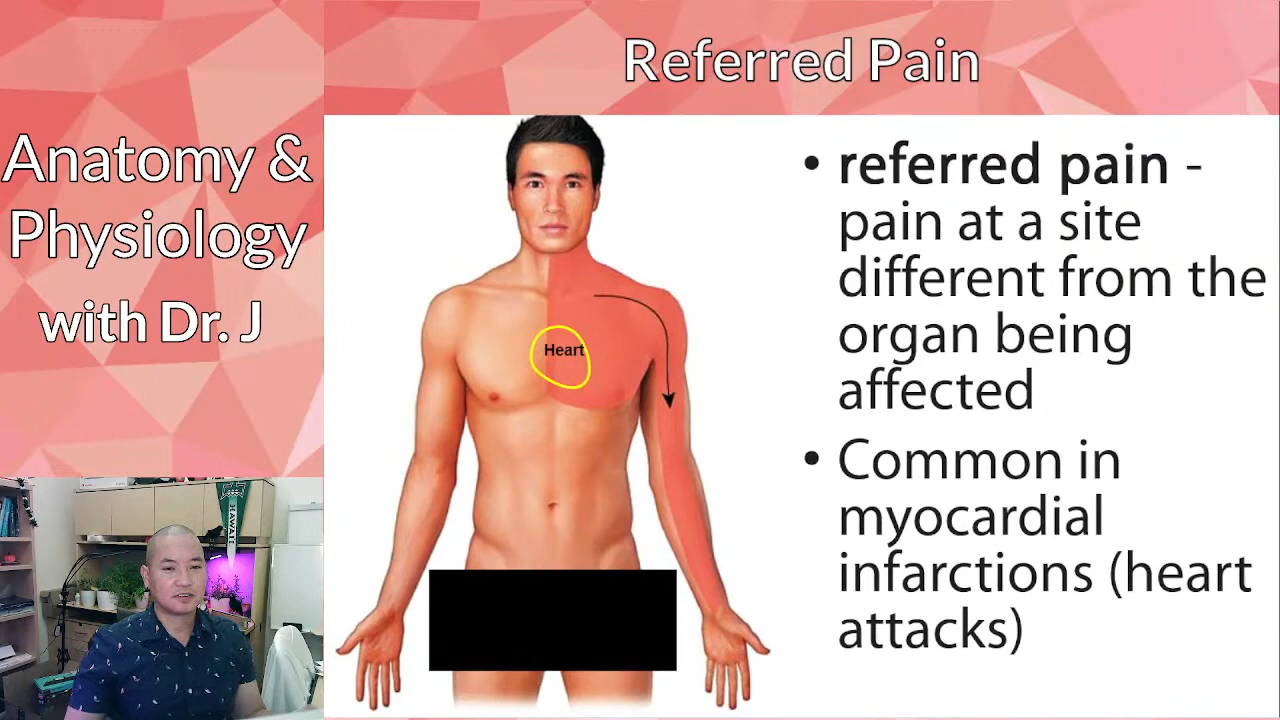 Referred Pain
Anatomy &
Physiology
with Dr. J
Heart
• referred pain -
pain at a site
different from the
organ being
affected
• Common in
myocardial
infarctions (heart
attacks)
HAWAII